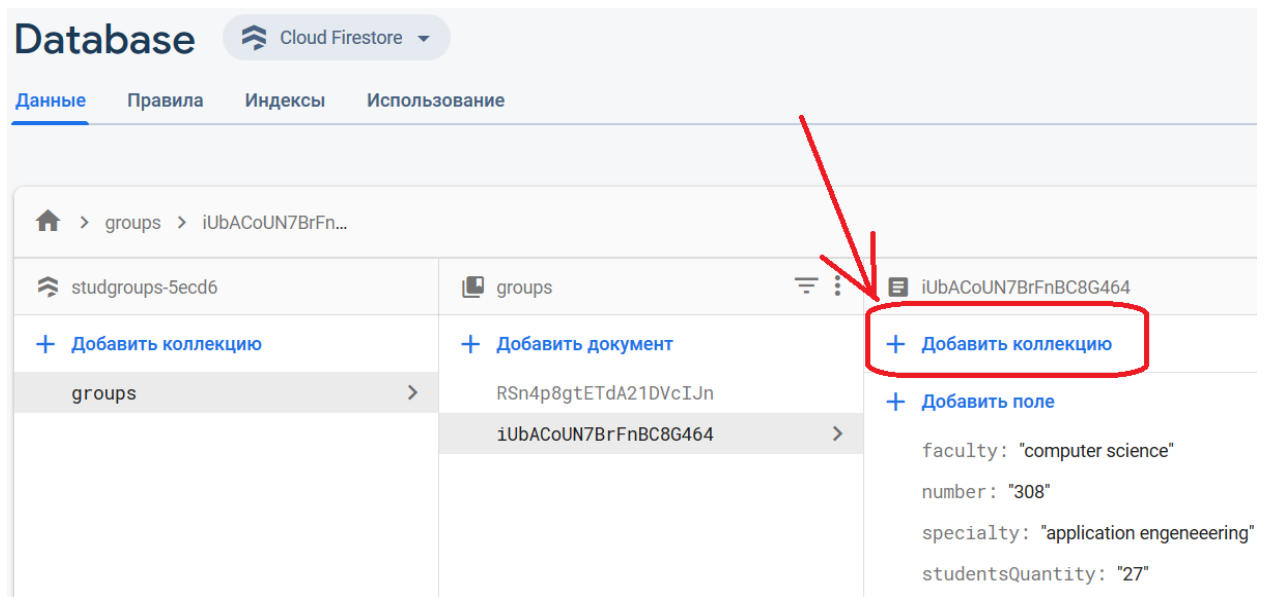 Database Cloud Firestore
Данные Правила Индексы Использование
groups iUbACoUN7BrFn…
studgroups-5ecd6 groups iUbACoUN7BrFnBC8G464
+ Добавить коллекцию + Добавить документ + Добавить коллекцию
groups RSn4p8gtETdA21DVcIJn + Добавить поле
iUbACoUN7BrFnBC8G464
faculty: "computer science"
number: "308"
specialty: "application engeneeering"
studentsQuantity: "27"